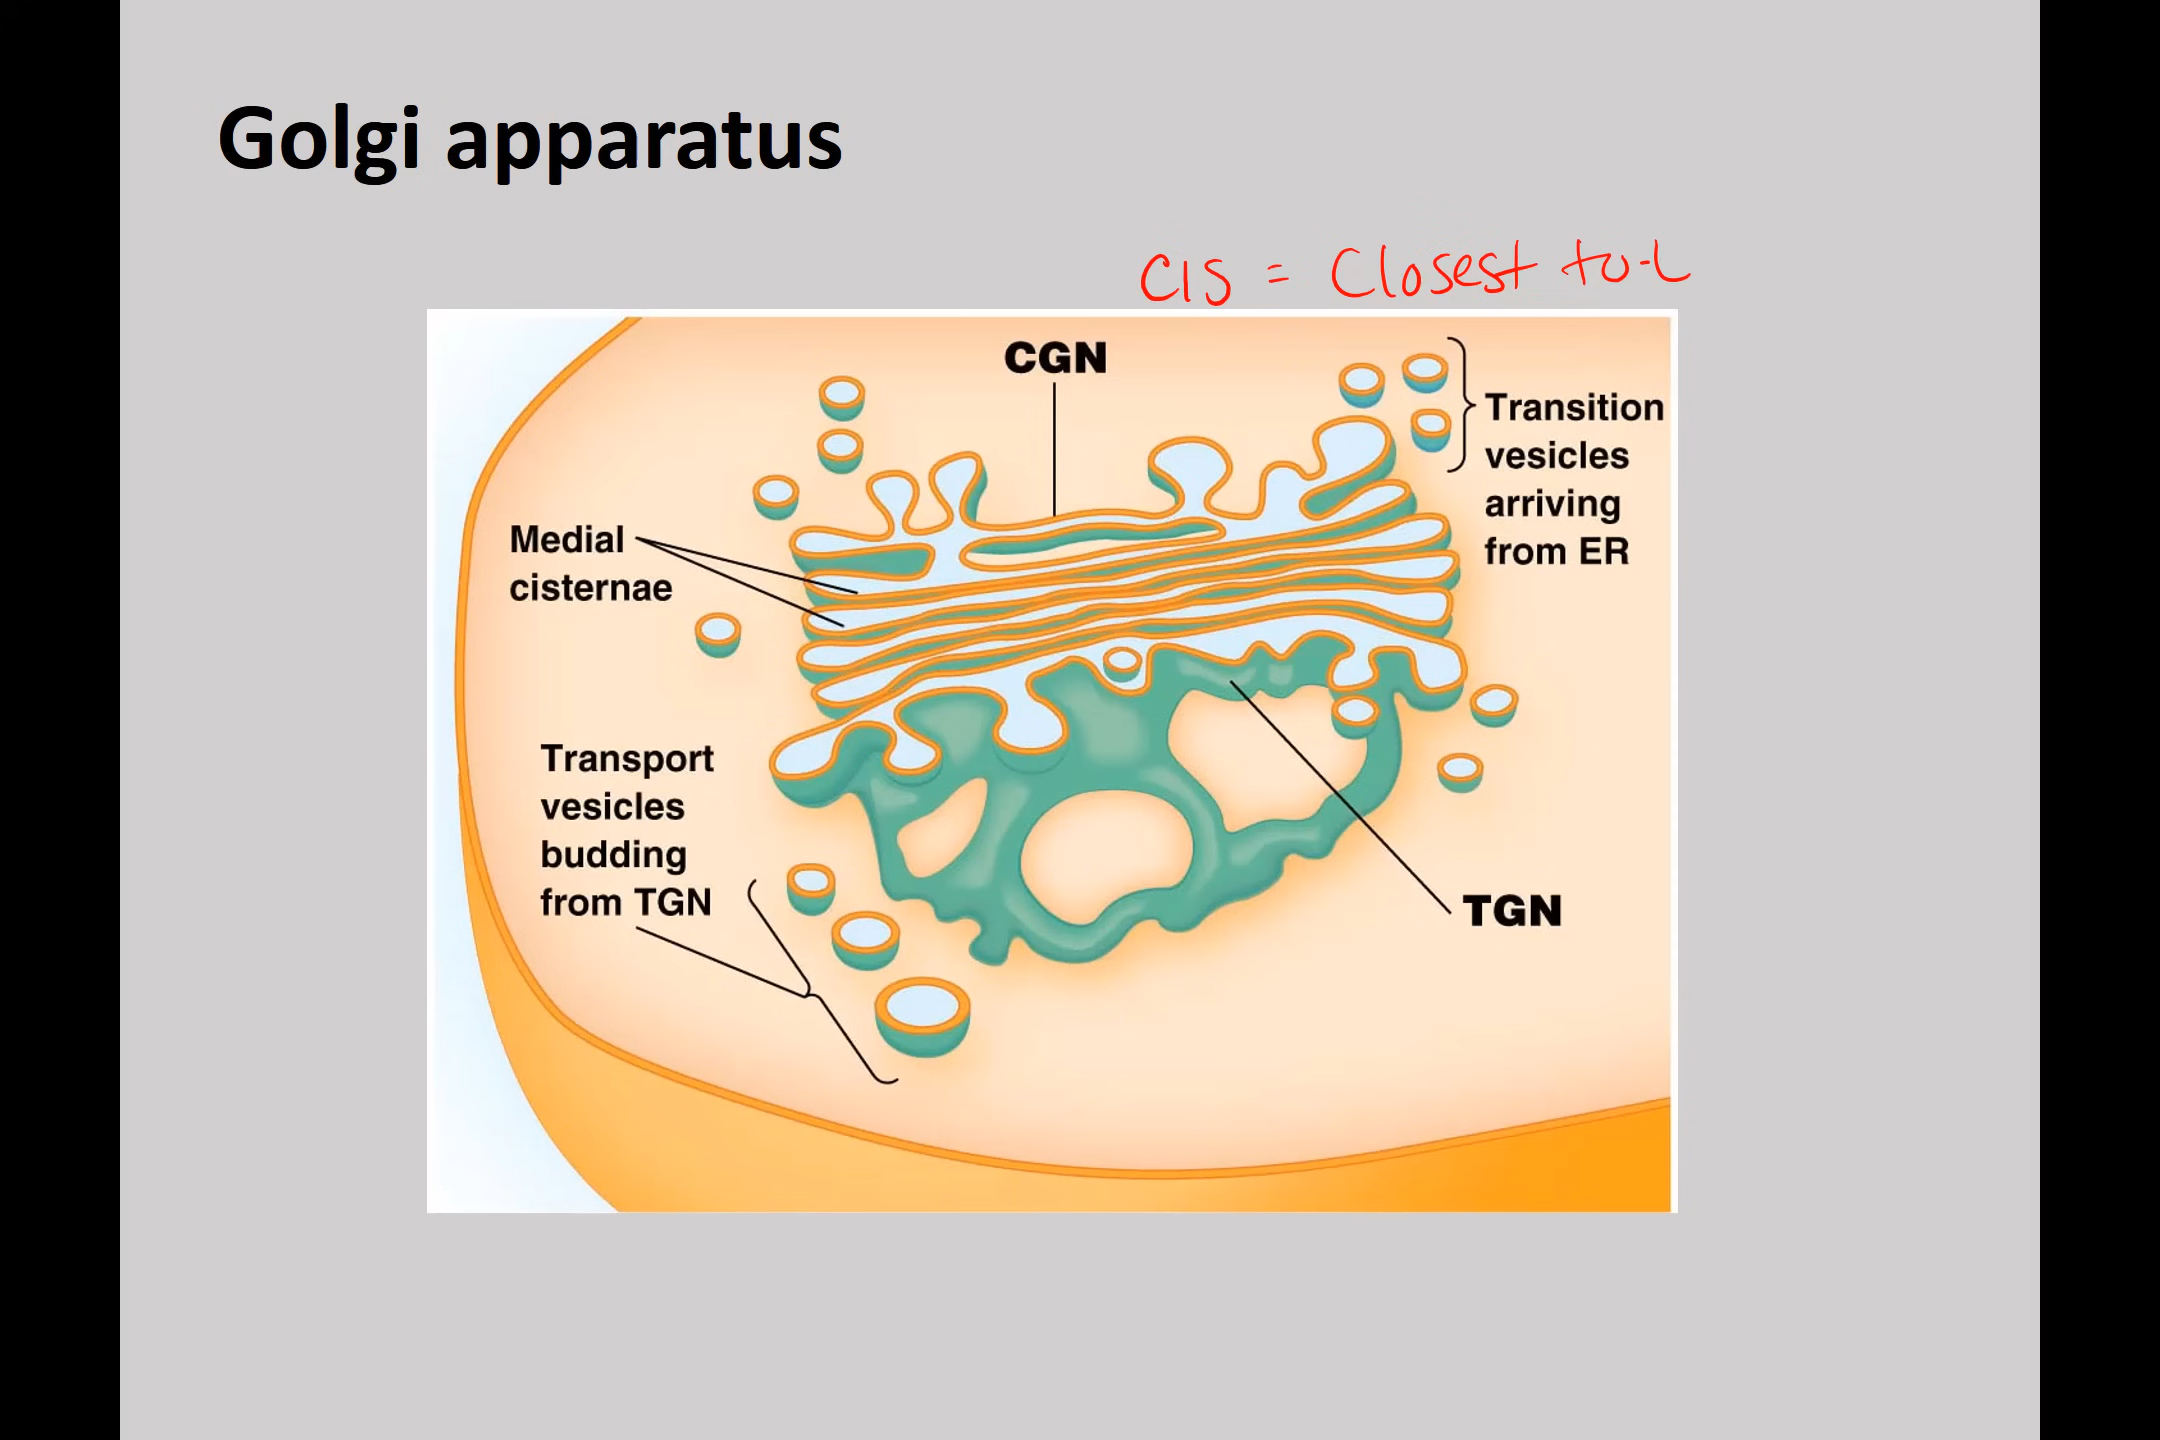 Golgi apparatus
CIS = Closest to
CGN
Transition
vesicles
arriving
from ER
Medial
cisternae
Transport
vesicles
budding
from TGN
TGN